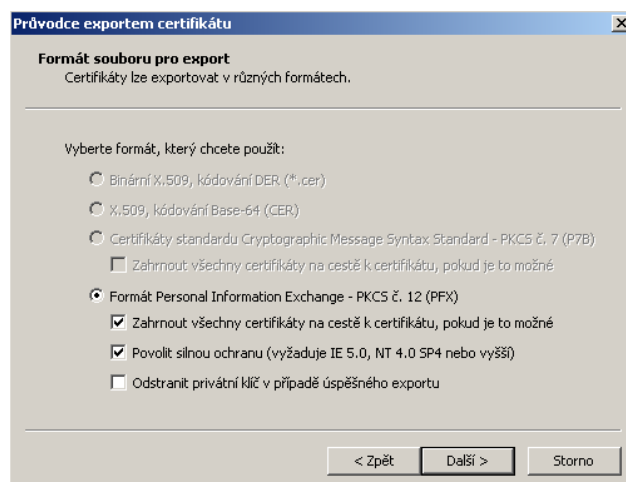 Průvodce exportem certifikátu
Formát souboru pro export
Certifikáty lze exportovat v různých formátech.
Vyberte formát, který chcete použít:
Binární X.509, kódování DER (*.cer)
X.509, kódování Base-64 (CER)
Certifikáty standardu Cryptographic Message Syntax Standard - PKCS č. 7 (P7B)
Zahrnout všechny certifikáty na cestě k certifikátu, pokud je to možné
Formát Personal Information Exchange - PKCS č. 12 (PFX)
Zahrnout všechny certifikáty na cestě k certifikátu, pokud je to možné
Povolit silnou ochranu (vyžaduje IE 5.0, NT 4.0 SP4 nebo vyšší)
Odstranit privátní klíč v případě úspěšného exportu
< Zpět Další > Storno